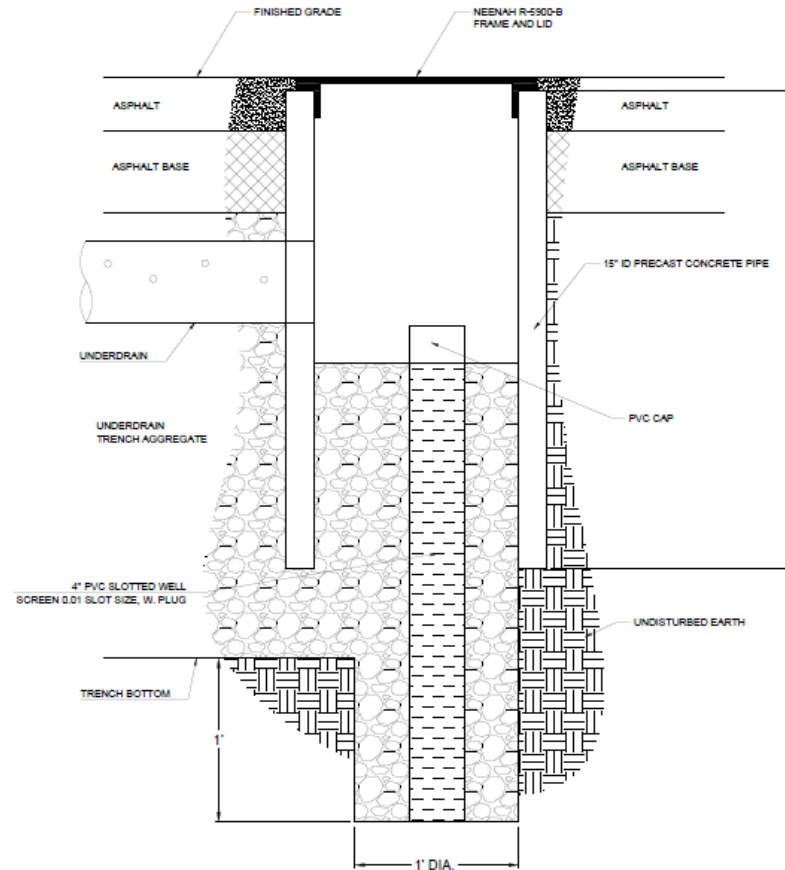 FINISHED GRADE
NEENAH R-5900-B
FRAME AND LID
ASPHALT
ASPHALT
ASPHALT BASE
ASPHALT BASE
15" ID PRECAST CONCRETE PIPE
UNDERDRAIN
UNDERDRAIN
TRENCH AGGREGATE
PVC CAP
4" PVC SLOTTED WELL
SCREEN 0.01 SLOT SIZE, W. PLUG
UNDISTURBED EARTH
TRENCH BOTTOM
1'
1' DIA.